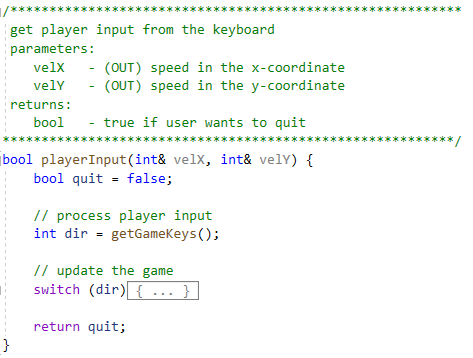 /*********************************************************
get player input from the keyboard
parameters:
velX - (OUT) speed in the x-coordinate
velY - (OUT) speed in the y-coordinate
returns:
bool - true if user wants to quit
*********************************************************/
bool playerInput(int& velX, int& velY) {
bool quit = false;
// process player input
int dir = getGameKeys();
// update the game
switch (dir) { ... }
return quit;
}